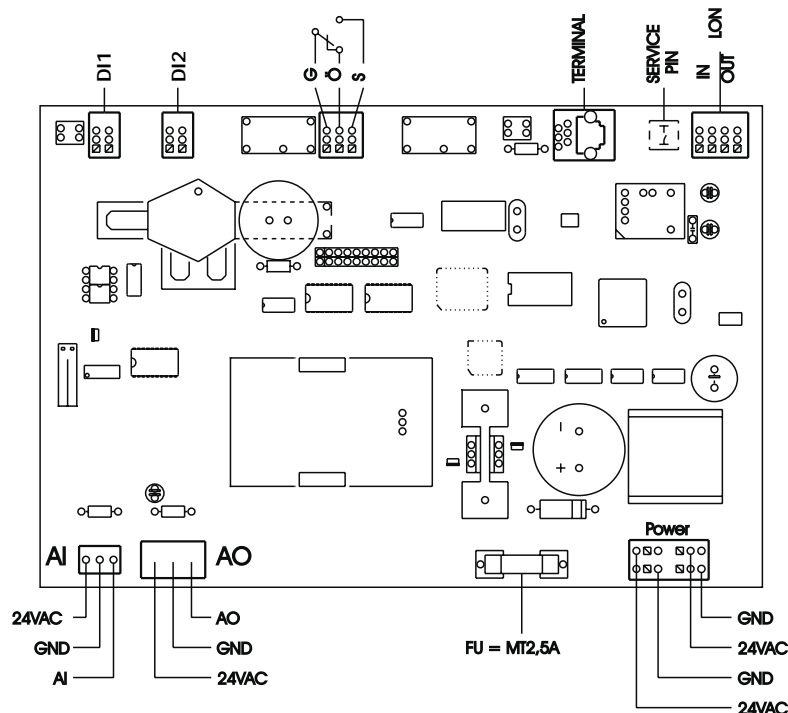 DI1
DI2
G
Ö
S
TERMINAL
SERVICE
PIN
LON
IN
OUT
− 
+
Power
AI
AO
24VAC
GND
AI
AO
GND
24VAC
FU = MT2,5A
GND
24VAC
GND
24VAC